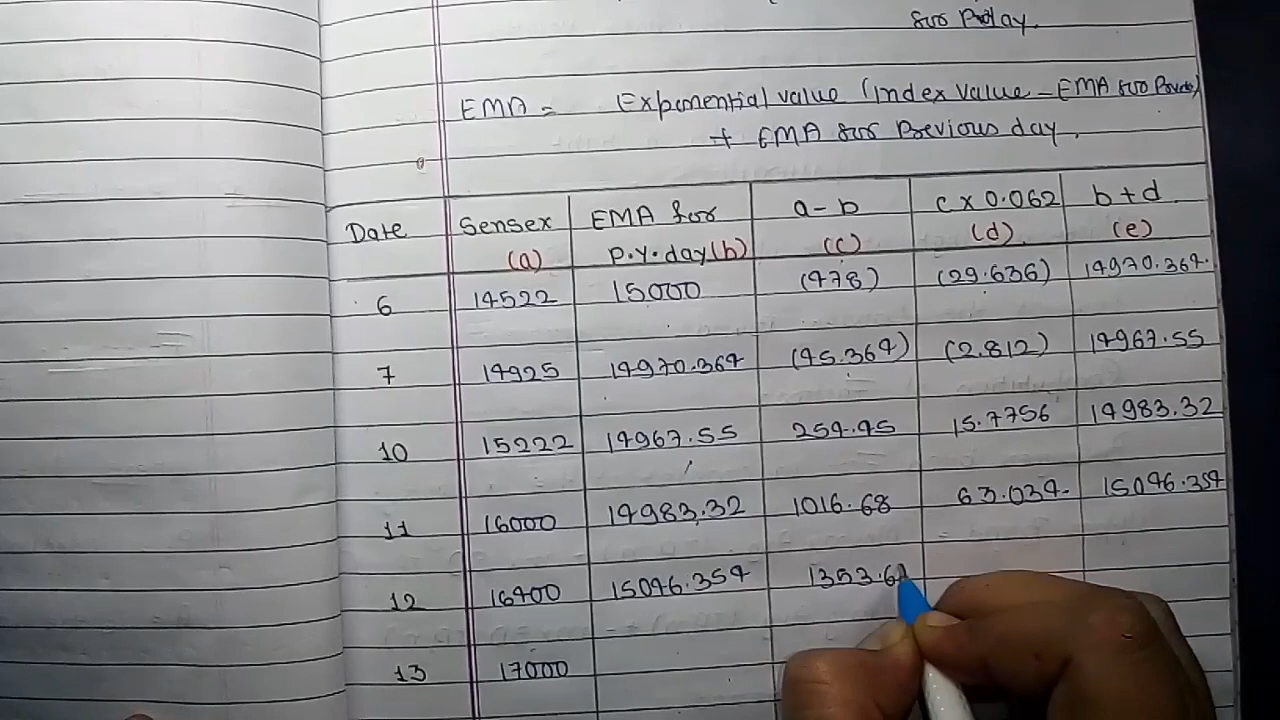 for P day.
EMA = Exponential value (Index value - EMA for
+ EMA for Previous day.
Date Sensex (a) EMA for P.y.day (b) a-b (c) c x 0.062 (d) b+d (e)
6 14522 15000 (478) (29.636) 14970.364.
7 14925 14970.364 (45.364) (2.812) 14967.55
10 15222 14967.55 254.45 15.7756 14983.32
11 16000 14983.32 1016.68 63.034 15046.354
12 16400 15046.354 1353.64
13 17000